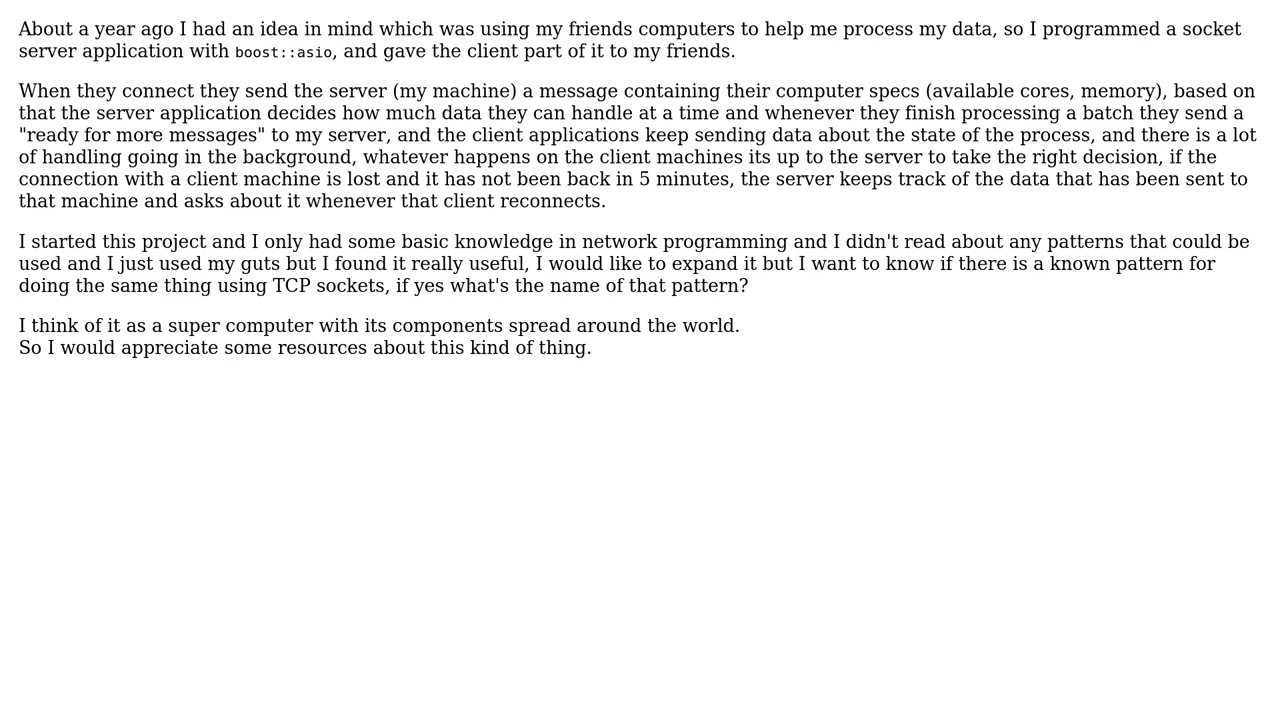 About a year ago I had an idea in mind which was using my friends computers to help me process my data, so I programmed a socket
server application with boost::asio, and gave the client part of it to my friends.
When they connect they send the server (my machine) a message containing their computer specs (available cores, memory), based on
that the server application decides how much data they can handle at a time and whenever they finish processing a batch they send a
"ready for more messages" to my server, and the client applications keep sending data about the state of the process, and there is a lot
of handling going in the background, whatever happens on the client machines its up to the server to take the right decision, if the
connection with a client machine is lost and it has not been back in 5 minutes, the server keeps track of the data that has been sent to
that machine and asks about it whenever that client reconnects.
I started this project and I only had some basic knowledge in network programming and I didn't read about any patterns that could be
used and I just used my guts but I found it really useful, I would like to expand it but I want to know if there is a known pattern for
doing the same thing using TCP sockets, if yes what's the name of that pattern?
I think of it as a super computer with its components spread around the world.
So I would appreciate some resources about this kind of thing.